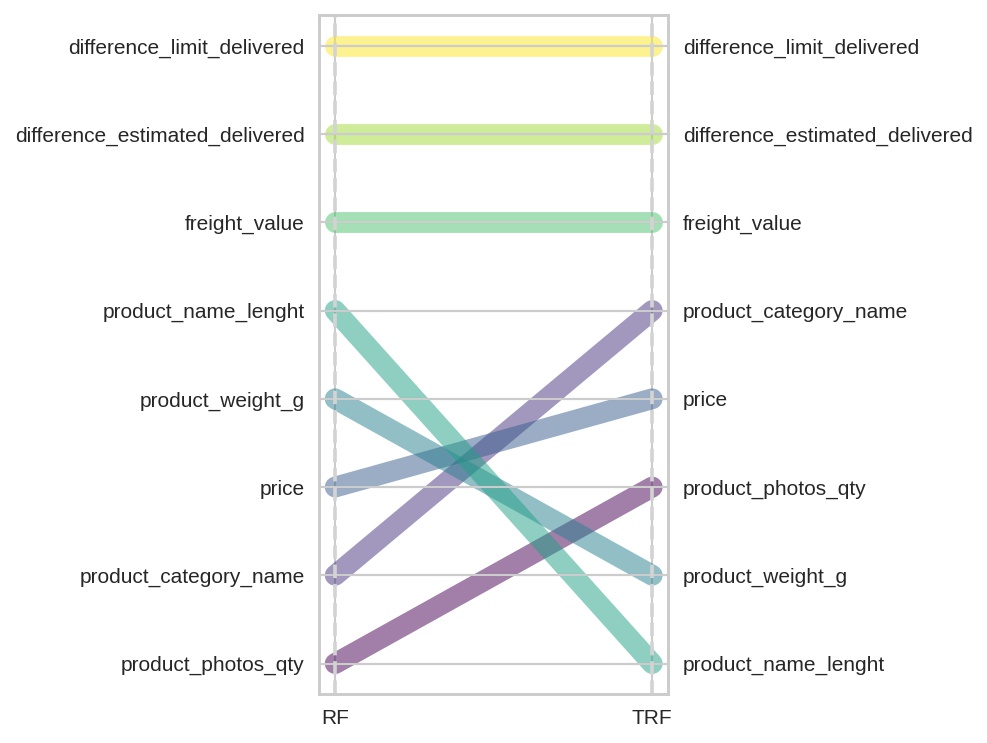 difference_limit_delivered
difference_limit_delivered
difference_estimated_delivered
difference_estimated_delivered
freight_value
freight_value
product_name_lenght
product_category_name
product_weight_g
price
price
product_photos_qty
product_category_name
product_weight_g
product_photos_qty
product_name_lenght
RF
TRF